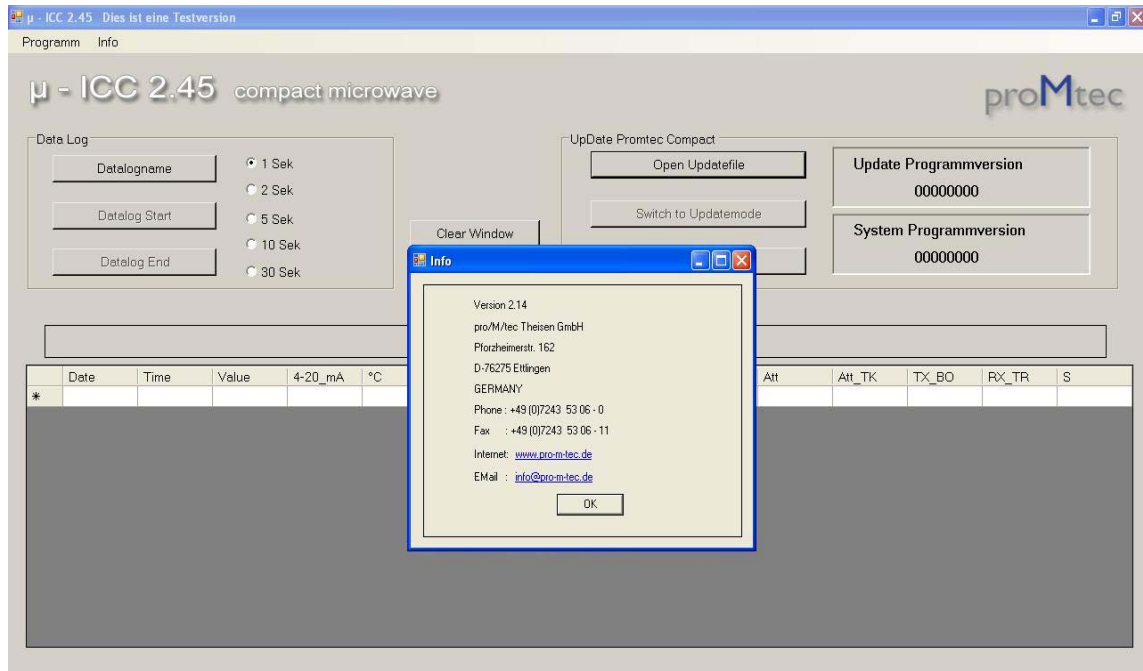 µ - ICC 2.45 Dies ist eine Testversion
Programm Info
µ - ICC 2.45 compact microwave
proMtec
Data Log
Datalogname
Datalog Start
Datalog End
1 Sek
2 Sek
5 Sek
10 Sek
30 Sek
Clear Window
UpDate Promtec Compact
Open Updatefile
Switch to Updatemode
Update Programmversion
00000000
System Programmversion
00000000
Info
Version 2.14
pro/M/tec Theisen GmbH
Pforzheimerstr. 162
D-76275 Ettlingen
GERMANY
Phone : +49 (0)7243 53 06 - 0
Fax : +49 (0)7243 53 06 - 11
Internet: www.pro-m-tec.de
EMail : info@pro-m-tec.de
OK
Date Time Value 4-20_mA °C Att Att_TK TX_BO RX_TR S
*